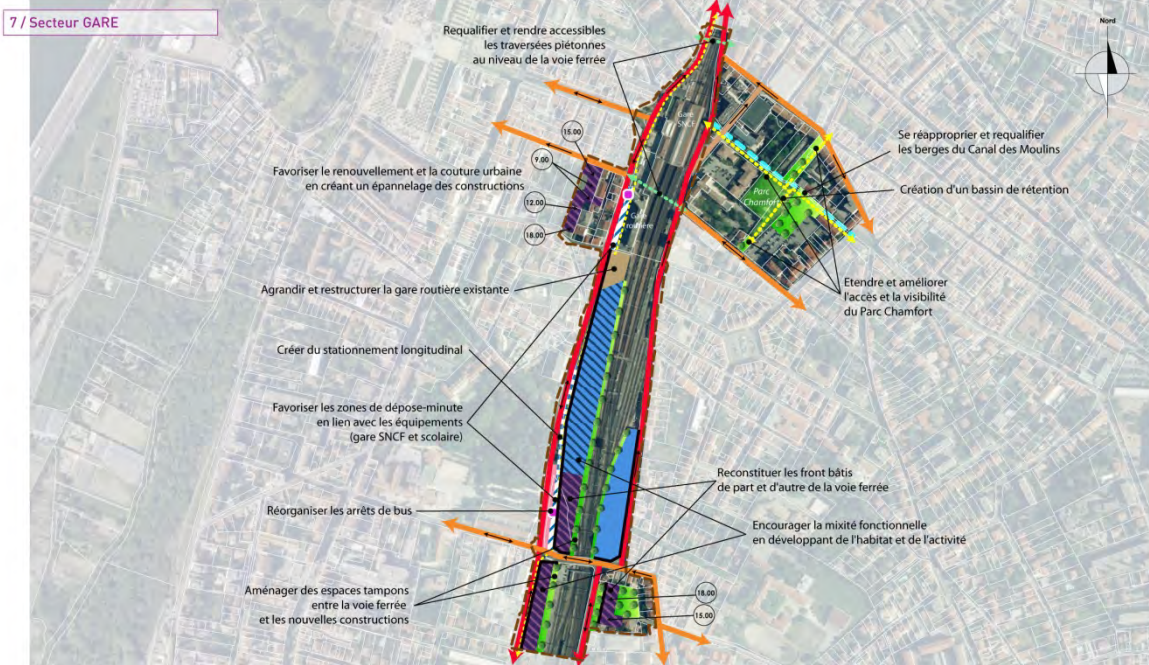 7 / Secteur GARE
Nord
Requalifier et rendre accessibles
les traversées piétonnes
au niveau de la voie ferrée
Gare
SNCF
15.00
9.00
12.00
18.00
Favoriser le renouvellement et la couture urbaine
en créant un épannelage des constructions
Se réapproprier et requalifier
les berges du Canal des Moulins
Création d'un bassin de rétention
Parc
Chamfort
Gare
routière
Agrandir et restructurer la gare routière existante
Etendre et améliorer
l'accès et la visibilité
du Parc Chamfort
Créer du stationnement longitudinal
Favoriser les zones de dépose-minute
en lien avec les équipements
(gare SNCF et scolaire)
Reconstituer les front bâtis
de part et d'autre de la voie ferrée
Réorganiser les arrêts de bus
Encourager la mixité fonctionnelle
en développant de l'habitat et de l'activité
Aménager des espaces tampons
entre la voie ferrée
et les nouvelles constructions
18.00
15.00